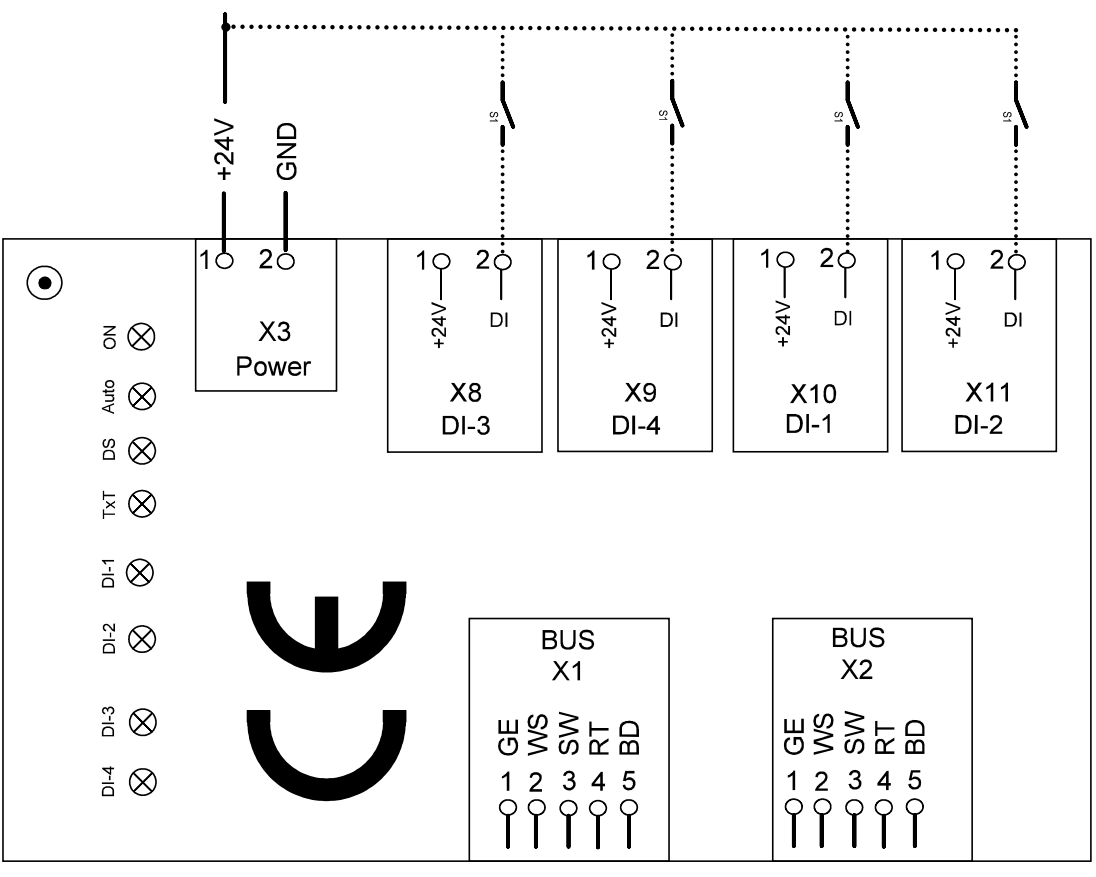 +24V
GND
S1
S1
S1
S1
1 2
X3
Power
1 2
+24V DI
X8
DI-3
1 2
+24V DI
X9
DI-4
1 2
+24V DI
X10
DI-1
1 2
+24V DI
X11
DI-2
ON
Auto
DS
TxT
DI-1
DI-2
DI-3
DI-4
CE
BUS
X1
GE WS SW RT BD
1 2 3 4 5
BUS
X2
GE WS SW RT BD
1 2 3 4 5